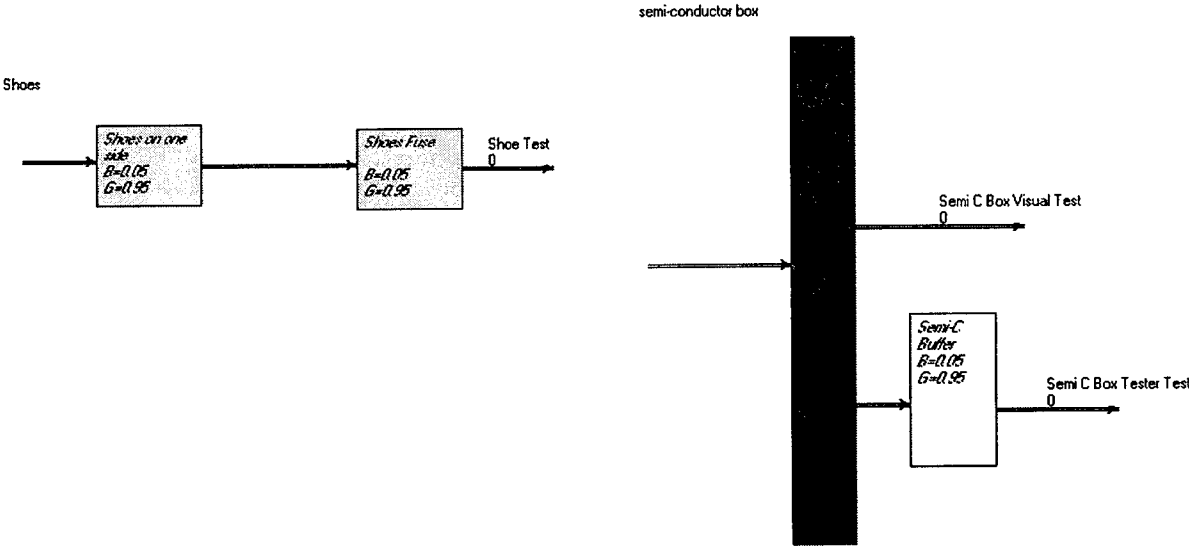 semi-conductor box
Shoes
Shoes on one
side
B=0.05
G=0.95
Shoes Fuse
B=0.05
G=0.95
Shoe Test
0
Semi C Box Visual Test
0
Semi-C
Buffer
B=0.05
G=0.95
Semi C Box Tester Test
0